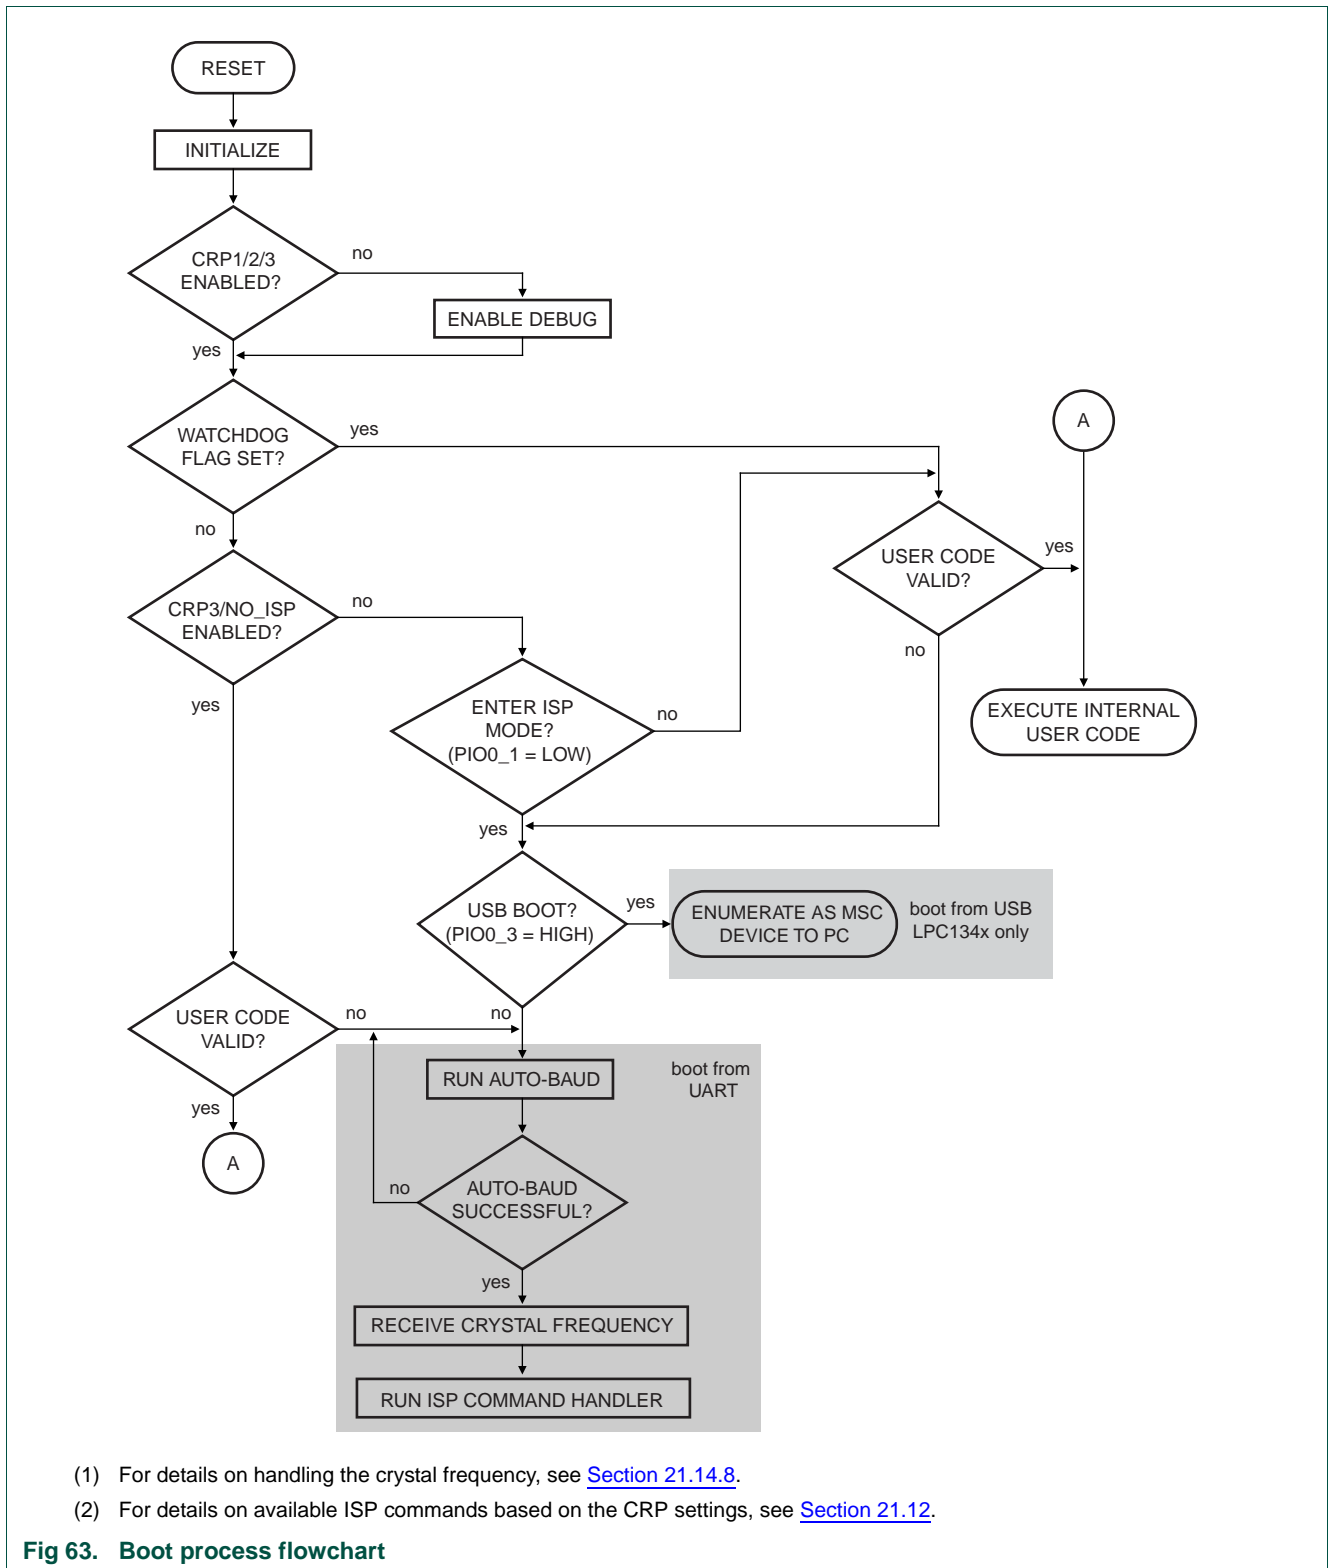 RESET
INITIALIZE
CRP1/2/3
ENABLED?
no
ENABLE DEBUG
yes
WATCHDOG
FLAG SET?
yes
A
no
USER CODE
VALID?
yes
CRP3/NO_ISP
ENABLED?
no
no
yes
ENTER ISP
MODE?
(PIO0_1 = LOW)
no
EXECUTE INTERNAL
USER CODE
yes
USB BOOT?
(PIO0_3 = HIGH)
yes
ENUMERATE AS MSC
DEVICE TO PC
boot from USB
LPC134x only
USER CODE
VALID?
no
no
RUN AUTO-BAUD
boot from
UART
yes
A
no
AUTO-BAUD
SUCCESSFUL?
yes
RECEIVE CRYSTAL FREQUENCY
RUN ISP COMMAND HANDLER
(1) For details on handling the crystal frequency, see Section 21.14.8.
(2) For details on available ISP commands based on the CRP settings, see Section 21.12.
Fig 63. Boot process flowchart